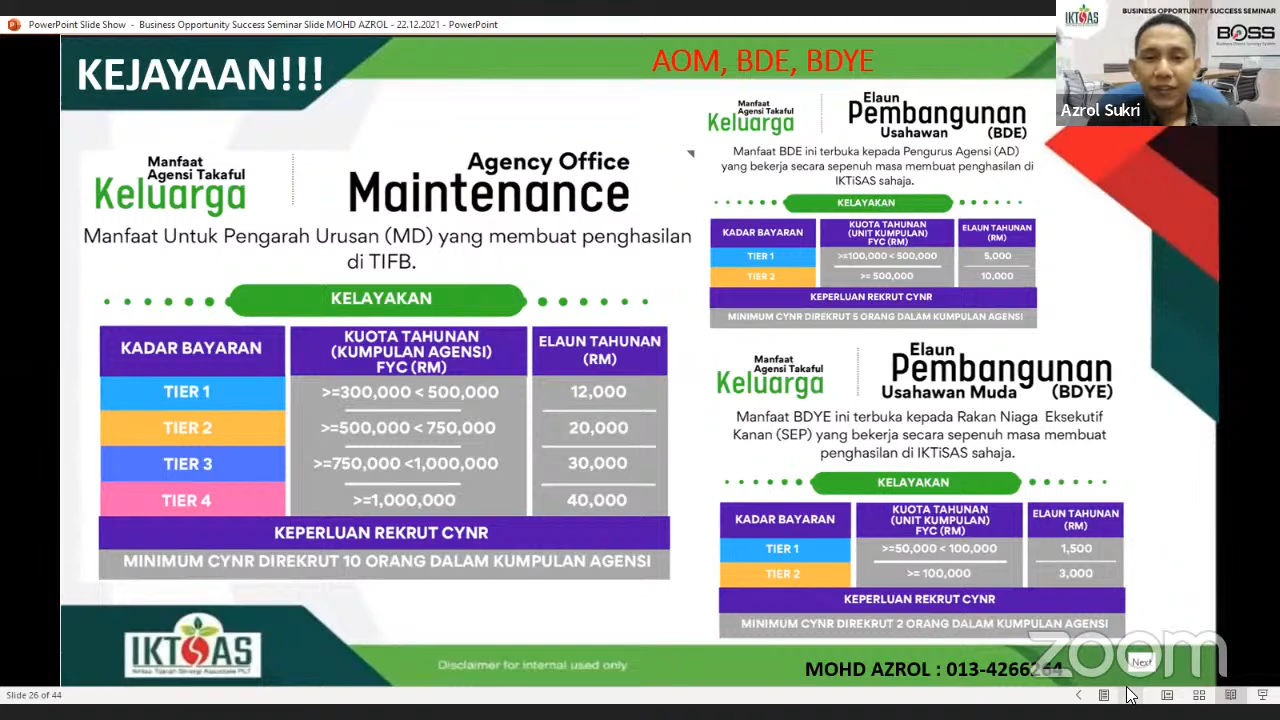 PowerPoint Slide Show - Business Opportunity Success Seminar Slide MOHD AZROL - 22.12.2021 - PowerPoint
IKTiSAS
BUSINESS OPPORTUNITY SUCCESS SEMINAR
BOSS
Azrol Sukri
KEJAYAAN!!!
AOM, BDE, BDYE
Manfaat
Agensi Takaful
Keluarga
Agency Office
Maintenance
Manfaat Untuk Pengarah Urusan (MD) yang membuat penghasilan
di TIFB.
KELAYAKAN
KADAR BAYARAN
KUOTA TAHUNAN
(KUMPULAN AGENSI)
FYC (RM)
ELAUN TAHUNAN
(RM)
TIER 1 >=300,000 < 500,000 12,000
TIER 2 >=500,000 < 750,000 20,000
TIER 3 >=750,000 <1,000,000 30,000
TIER 4 >=1,000,000 40,000
KEPERLUAN REKRUT CYNR
MINIMUM CYNR DIREKRUT 10 ORANG DALAM KUMPULAN AGENSI
Manfaat
Agensi Takaful
Keluarga
Elaun
Pembangunan
Usahawan (BDE)
Manfaat BDE ini terbuka kepada Pengurus Agensi (AD)
yang bekerja secara sepenuh masa membuat penghasilan di
IKTiSAS sahaja.
KELAYAKAN
KADAR BAYARAN
KUOTA TAHUNAN
(UNIT KUMPULAN)
FYC (RM)
ELAUN TAHUNAN
(RM)
TIER 1 >=100,000 < 500,000 5,000
TIER 2 >= 500,000 10,000
KEPERLUAN REKRUT CYNR
MINIMUM CYNR DIREKRUT 5 ORANG DALAM KUMPULAN AGENSI
Manfaat
Agensi Takaful
Keluarga
Elaun
Pembangunan
Usahawan Muda (BDYE)
Manfaat BDYE ini terbuka kepada Rakan Niaga Eksekutif
Kanan (SEP) yang bekerja secara sepenuh masa membuat
penghasilan di IKTiSAS sahaja.
KELAYAKAN
KADAR BAYARAN
KUOTA TAHUNAN
(UNIT KUMPULAN)
FYC (RM)
ELAUN TAHUNAN
(RM)
TIER 1 >=50,000 < 100,000 1,500
TIER 2 >= 100,000 3,000
KEPERLUAN REKRUT CYNR
MINIMUM CYNR DIREKRUT 2 ORANG DALAM KUMPULAN AGENSI
IKTSAS
Disclaimer for internal used only
MOHD AZROL : 013-4266264
zoom
Next
Slide 26 of 44